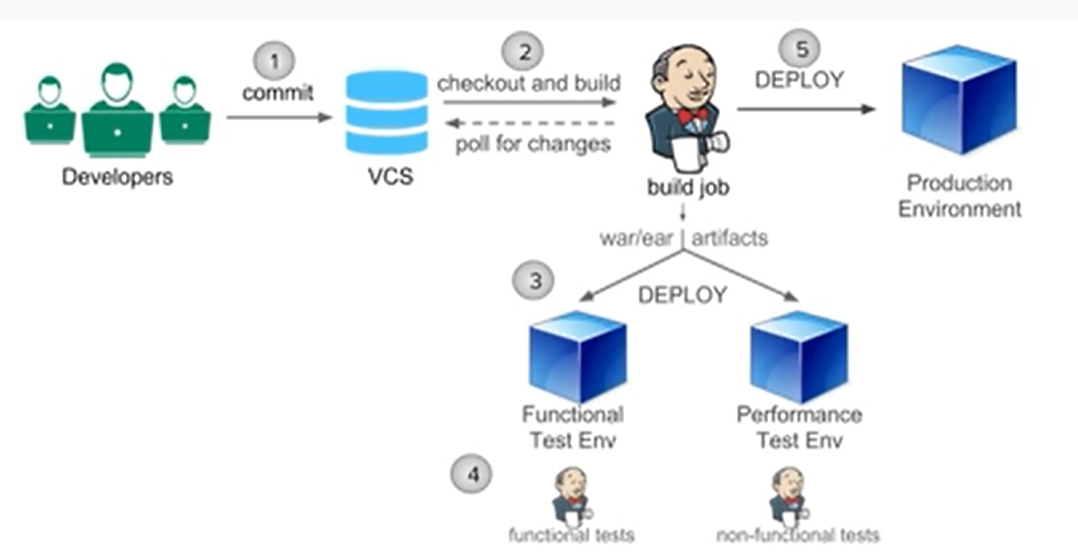 1
commit
2
checkout and build
poll for changes
5
DEPLOY
Developers
VCS
build job
Production
Environment
war/ear artifacts
3
DEPLOY
Functional
Test Env
Performance
Test Env
4
functional tests
non-functional tests